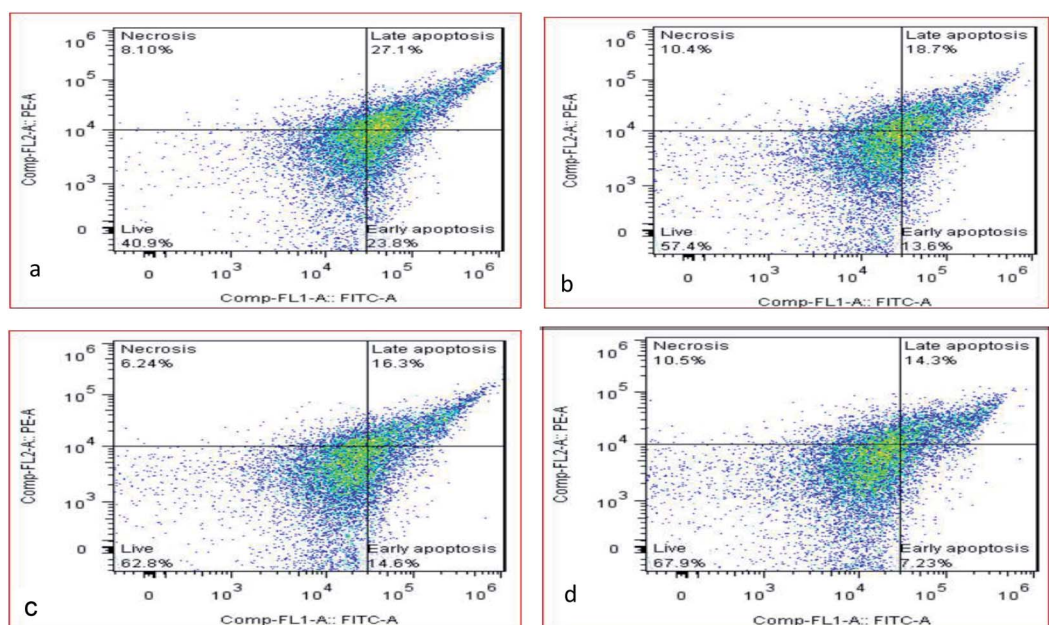 Necrosis
8.10%
Late apoptosis
27.1%
10^6
10^5
10^4
10^3
0
Comp-FL2-A:: PE-A
Live
40.9%
Early apoptosis
23.8%
0 10^3 10^4 10^5 10^6
Comp-FL1-A:: FITC-A
a
Necrosis
10.4%
Late apoptosis
18.7%
10^6
10^5
10^4
10^3
0
Comp-FL2-A:: PE-A
Live
57.4%
Early apoptosis
13.6%
0 10^3 10^4 10^5 10^6
Comp-FL1-A:: FITC-A
b
Necrosis
6.24%
Late apoptosis
16.3%
10^6
10^5
10^4
10^3
0
Comp-FL2-A:: PE-A
Live
62.8%
Early apoptosis
14.6%
0 10^3 10^4 10^5 10^6
Comp-FL1-A:: FITC-A
c
Necrosis
10.5%
Late apoptosis
14.3%
10^6
10^5
10^4
10^3
0
Comp-FL2-A:: PE-A
Live
67.9%
Early apoptosis
7.23%
0 10^3 10^4 10^5 10^6
Comp-FL1-A:: FITC-A
d